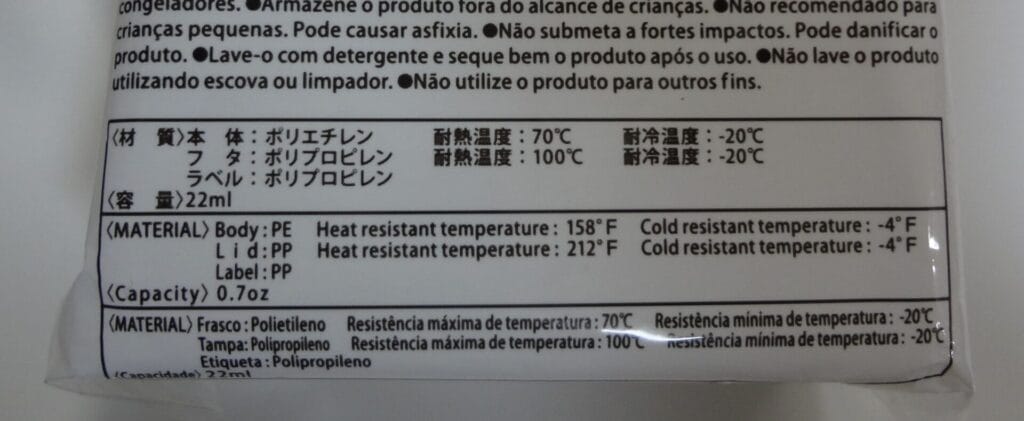 congeladores. ●Armazene o produto fora do alcance de crianças. ●Não recomendado para
crianças pequenas. Pode causar asfixia. ●Não submeta a fortes impactos. Pode danificar o
produto. ●Lave-o com detergente e seque bem o produto após o uso. ●Não lave o produto
utilizando escova ou limpador. ●Não utilize o produto para outros fins.
〈材 質〉本 体：ポリエチレン 耐熱温度：70℃ 耐冷温度：-20℃
フ タ：ポリプロピレン 耐熱温度：100℃ 耐冷温度：-20℃
ラベル：ポリプロピレン
〈容 量〉22ml
〈MATERIAL〉Body : PE Heat resistant temperature : 158°F Cold resistant temperature : -4°F
Lid : PP Heat resistant temperature : 212°F Cold resistant temperature : -4°F
Label : PP
〈Capacity〉0.7oz
〈MATERIAL〉Frasco : Polietileno Resistência máxima de temperatura : 70℃ Resistência mínima de temperatura : -20℃
Tampa: Polipropileno Resistência máxima de temperatura : 100℃ Resistência mínima de temperatura : -20℃
Etiqueta : Polipropileno
〈Capacidade〉22ml